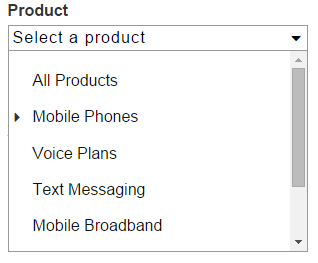 Product
Select a product
All Products
Mobile Phones
Voice Plans
Text Messaging
Mobile Broadband